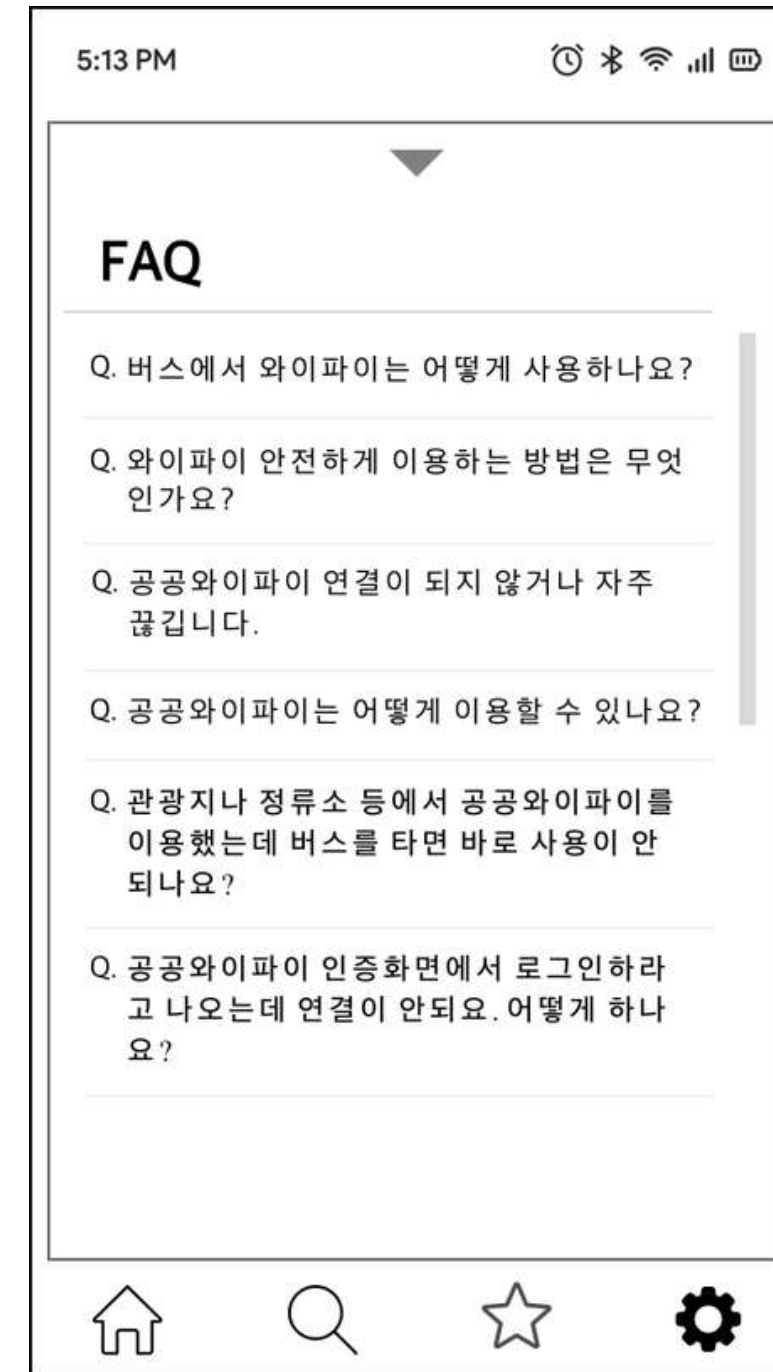 5:13 PM
FAQ
Q. 버스에서 와이파이는 어떻게 사용하나요?
Q. 와이파이 안전하게 이용하는 방법은 무엇
인가요?
Q. 공공와이파이 연결이 되지 않거나 자주
끊깁니다.
Q. 공공와이파이는 어떻게 이용할 수 있나요?
Q. 관광지나 정류소 등에서 공공와이파이를
이용했는데 버스를 타면 바로 사용이 안
되나요?
Q. 공공와이파이 인증화면에서 로그인하라
고 나오는데 연결이 안되요. 어떻게 하나
요?